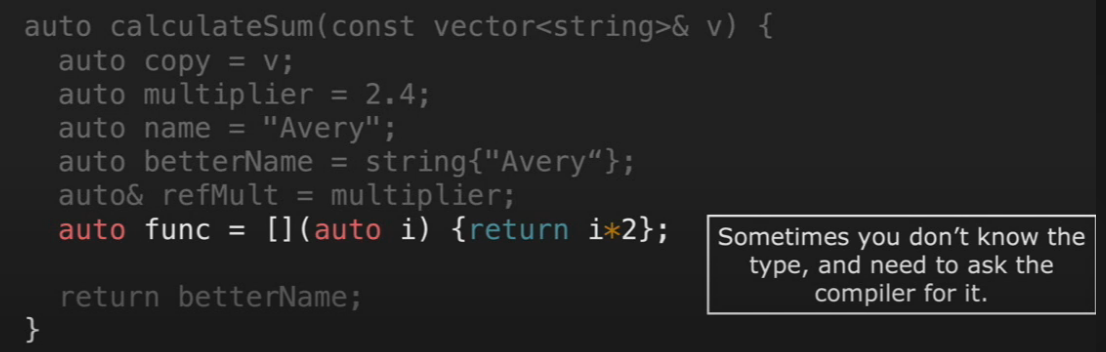 auto calculateSum(const vector<string>& v) {
auto copy = v;
auto multiplier = 2.4;
auto name = "Avery";
auto betterName = string{"Avery“};
auto& refMult = multiplier;
auto func = [](auto i) {return i*2};
Sometimes you don’t know the
type, and need to ask the
compiler for it.
return betterName;
}